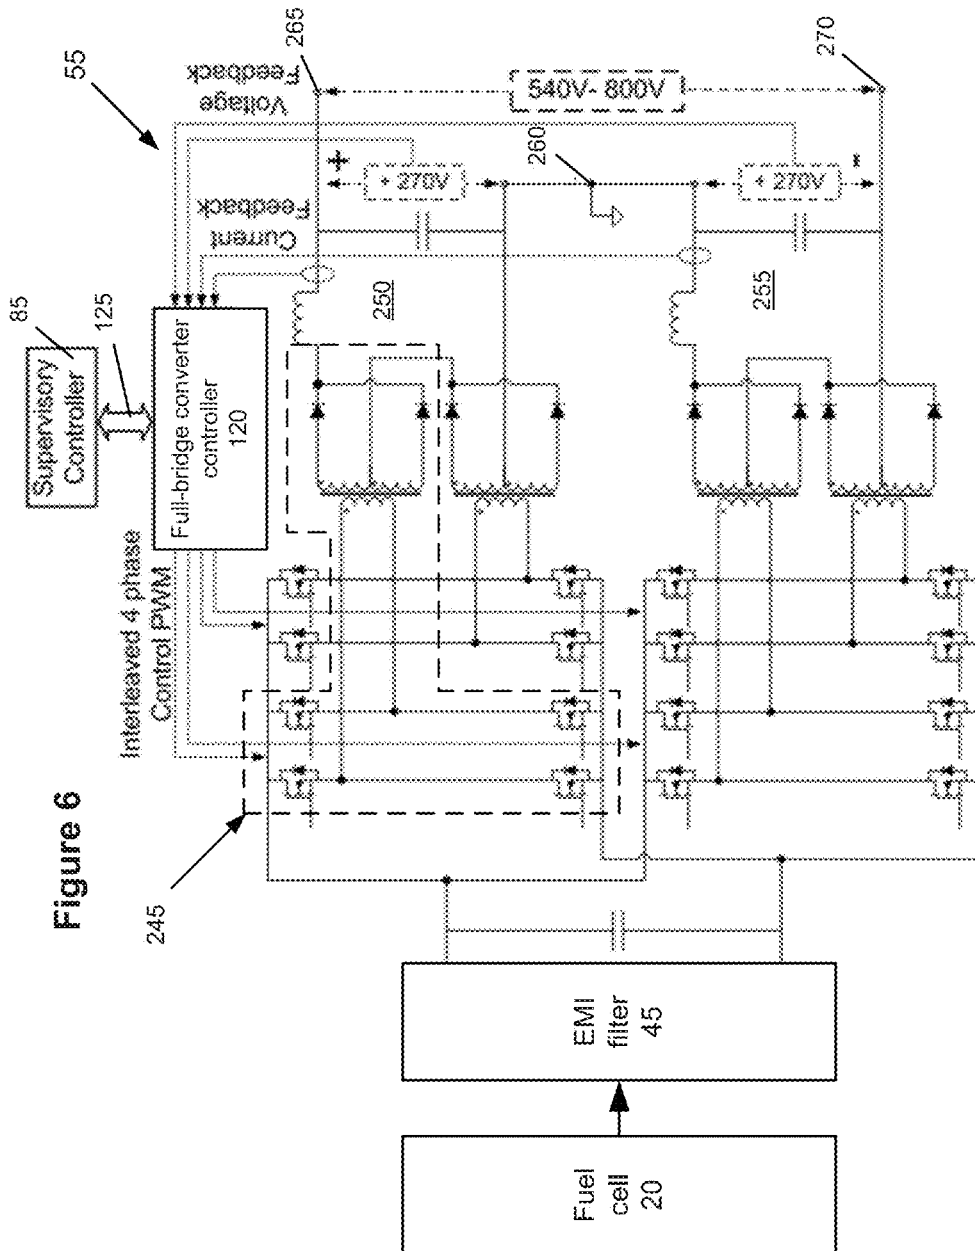 Figure 6
55
85
125
265
270
260
245
Supervisory
Controller
Full-bridge converter
controller
120
Interleaved 4 phase
Control PWM
Voltage
Feedback
Current
Feedback
+
+ 270V
540V- 800V
+ 270V
-
250
255
EMI
filter
45
Fuel
cell
20